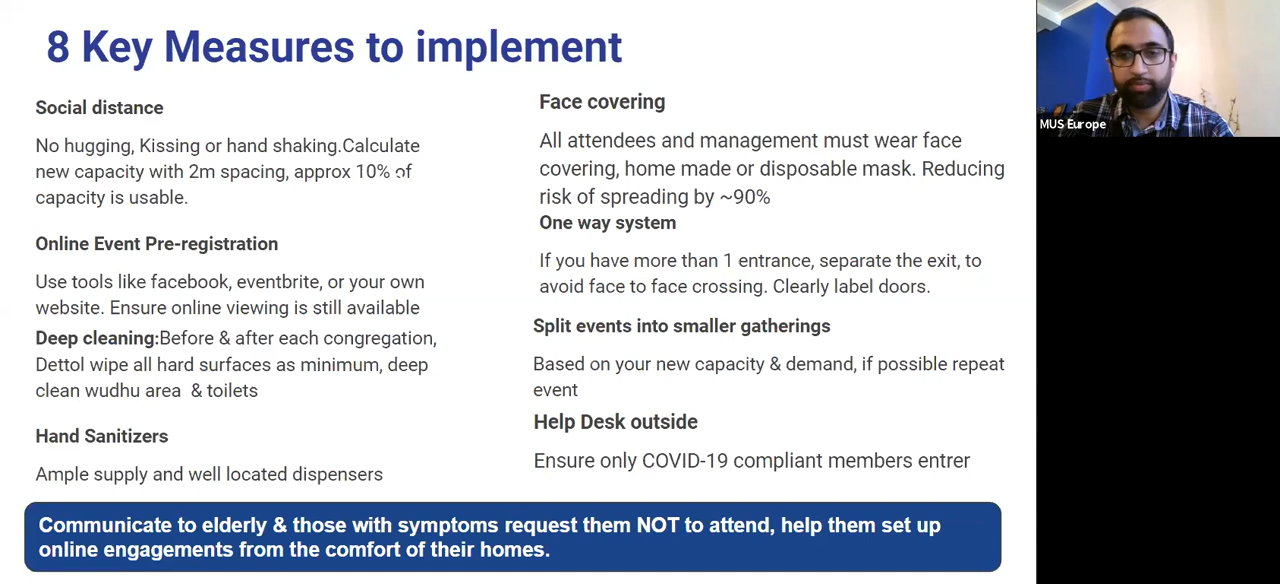 8 Key Measures to implement
Social distance
No hugging, Kissing or hand shaking.Calculate
new capacity with 2m spacing, approx 10% of
capacity is usable.
Online Event Pre-registration
Use tools like facebook, eventbrite, or your own
website. Ensure online viewing is still available
Deep cleaning:Before & after each congregation,
Dettol wipe all hard surfaces as minimum, deep
clean wudhu area & toilets
Hand Sanitizers
Ample supply and well located dispensers
Face covering
All attendees and management must wear face
covering, home made or disposable mask. Reducing
risk of spreading by ~90%
One way system
If you have more than 1 entrance, separate the exit, to
avoid face to face crossing. Clearly label doors.
Split events into smaller gatherings
Based on your new capacity & demand, if possible repeat
event
Help Desk outside
Ensure only COVID-19 compliant members entrer
Communicate to elderly & those with symptoms request them NOT to attend, help them set up
online engagements from the comfort of their homes.
MUS Europe